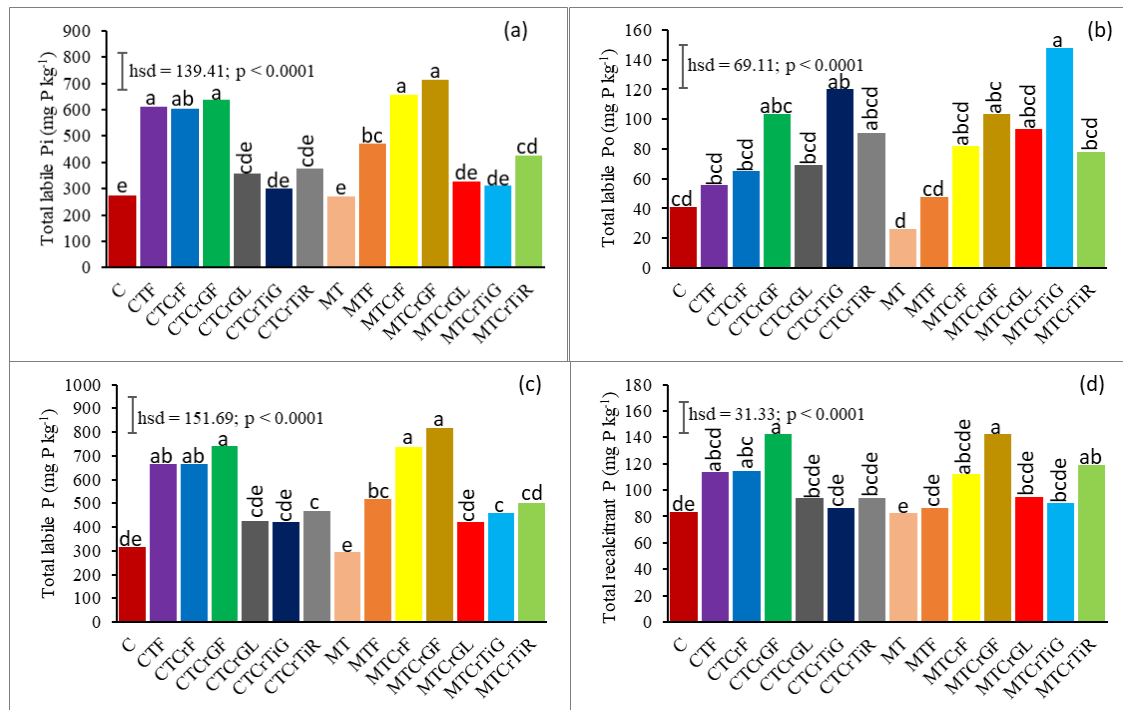 (a)
Total labile Pi (mg P kg-1)
900
800
700
600
500
400
300
200
100
0
hsd = 139.41; p < 0.0001
e a ab a cde de cde e bc a a de de cd
C CTF CTCrF CTCrGF CTCrGL CTCrTiG CTCrTiR MT MTF MTCrF MTCrGF MTCrGL MTCrTiG MTCrTiR
(b)
Total labile Po (mg P kg-1)
160
140
120
100
80
60
40
20
0
hsd = 69.11; p < 0.0001
cd bcd bcd abc bcd ab abcd d cd abcd abc abcd a bcd
C CTF CTCrF CTCrGF CTCrGL CTCrTiG CTCrTiR MT MTF MTCrF MTCrGF MTCrGL MTCrTiG MTCrTiR
(c)
Total labile P (mg P kg-1)
1000
900
800
700
600
500
400
300
200
100
0
hsd = 151.69; p < 0.0001
de ab ab a cde cde c e bc a a cde c cd
C CTF CTCrF CTCrGF CTCrGL CTCrTiG CTCrTiR MT MTF MTCrF MTCrGF MTCrGL MTCrTiG MTCrTiR
(d)
Total recalcitrant P (mg P kg-1)
180
160
140
120
100
80
60
40
20
0
hsd = 31.33; p < 0.0001
de abcd abc a bcde cde bcde e cde abcde a bcde bcde ab
C CTF CTCrF CTCrGF CTCrGL CTCrTiG CTCrTiR MT MTF MTCrF MTCrGF MTCrGL MTCrTiG MTCrTiR